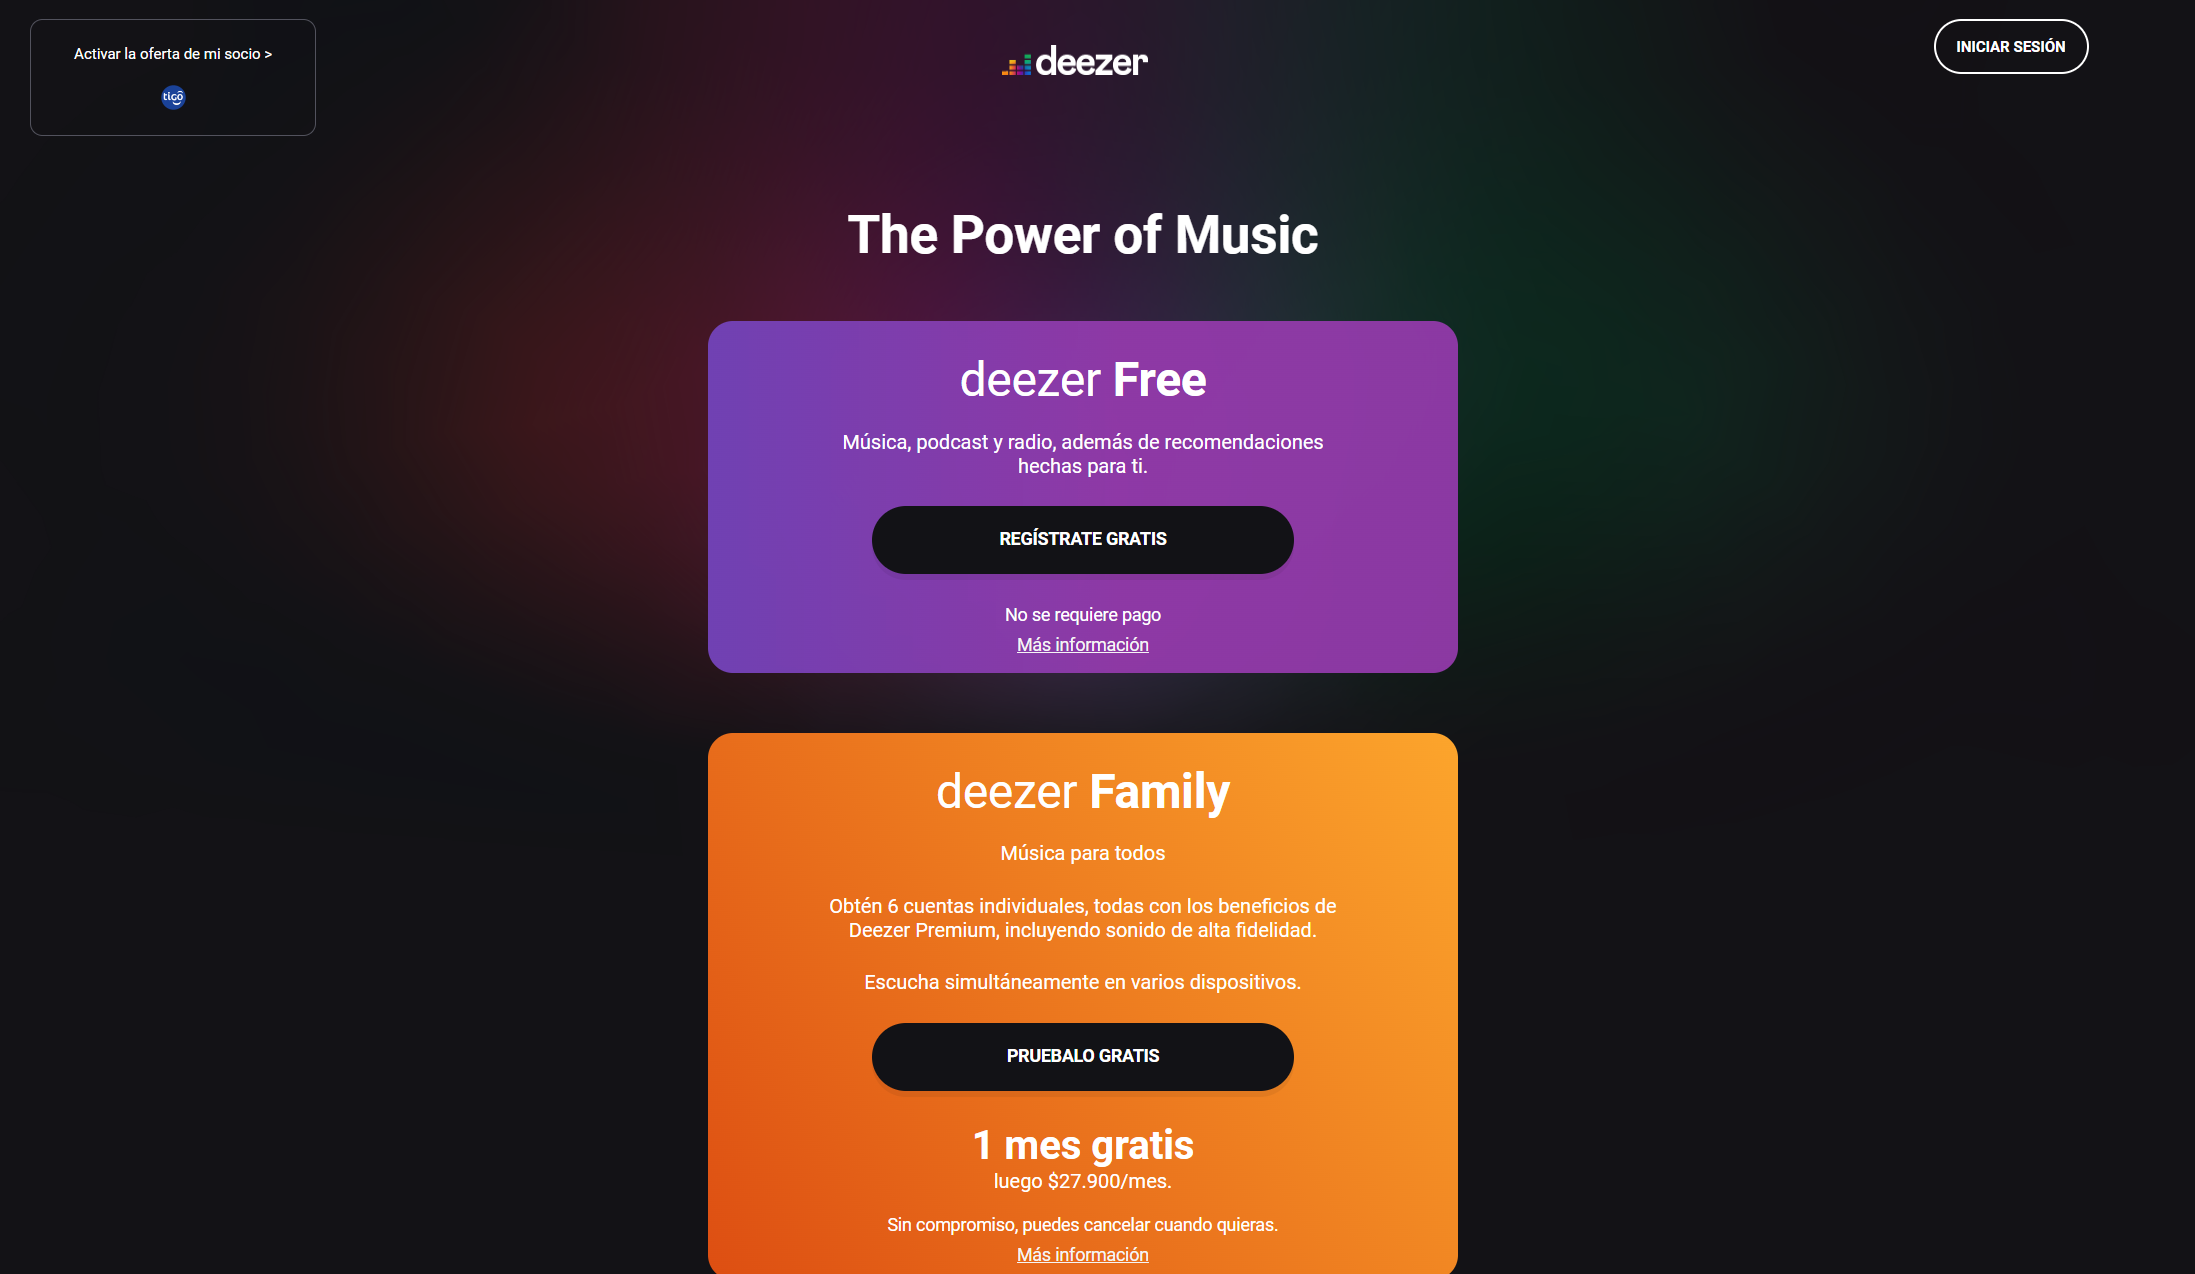 Activar la oferta de mi socio >
tigo
deezer
INICIAR SESIÓN
The Power of Music
deezer Free
Música, podcast y radio, además de recomendaciones
hechas para ti.
REGÍSTRATE GRATIS
No se requiere pago
Más información
deezer Family
Música para todos
Obtén 6 cuentas individuales, todas con los beneficios de
Deezer Premium, incluyendo sonido de alta fidelidad.
Escucha simultáneamente en varios dispositivos.
PRUEBALO GRATIS
1 mes gratis
luego $27.900/mes.
Sin compromiso, puedes cancelar cuando quieras.
Más información